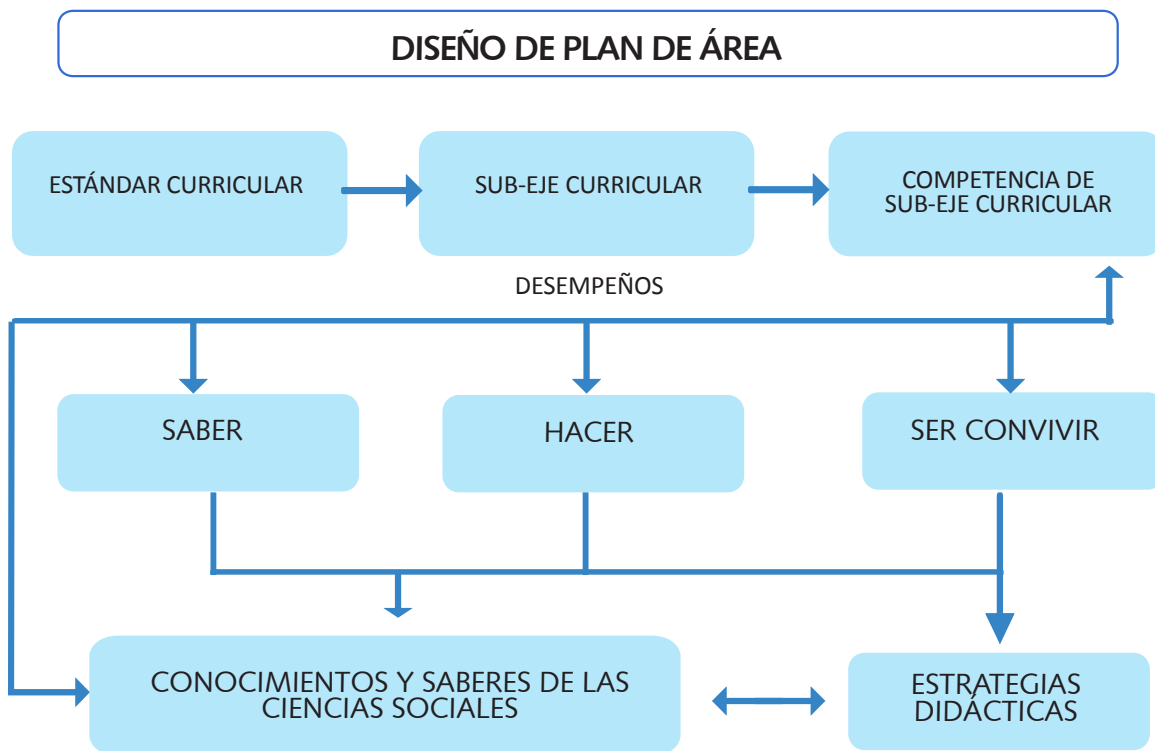 DISEÑO DE PLAN DE ÁREA
ESTÁNDAR CURRICULAR
SUB-EJE CURRICULAR
COMPETENCIA DE
SUB-EJE CURRICULAR
DESEMPEÑOS
SABER
HACER
SER CONVIVIR
CONOCIMIENTOS Y SABERES DE LAS
CIENCIAS SOCIALES
ESTRATEGIAS
DIDÁCTICAS